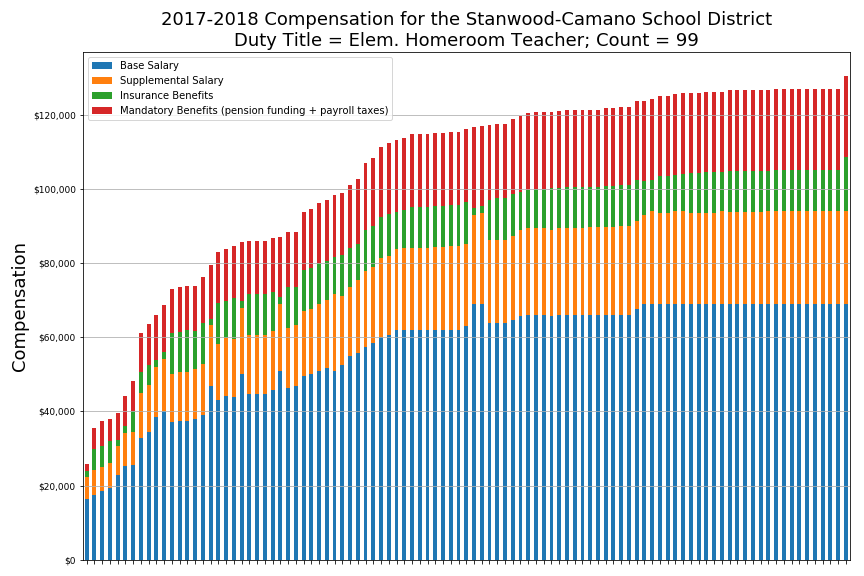 2017-2018 Compensation for the Stanwood-Camano School District
Duty Title = Elem. Homeroom Teacher; Count = 99
Base Salary
Supplemental Salary
Insurance Benefits
Mandatory Benefits (pension funding + payroll taxes)
Compensation
$120,000
$100,000
$80,000
$60,000
$40,000
$20,000
$0